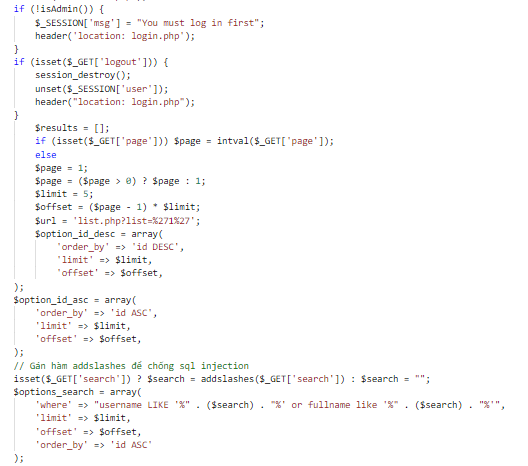 if (!isAdmin()) {
    $_SESSION['msg'] = "You must log in first";
    header('location: login.php');
}
if (isset($_GET['logout'])) {
    session_destroy();
    unset($_SESSION['user']);
    header("location: login.php");
}
    $results = [];
    if (isset($_GET['page'])) $page = intval($_GET['page']);
    else
    $page = 1;
    $page = ($page > 0) ? $page : 1;
    $limit = 5;
    $offset = ($page - 1) * $limit;
    $url = 'list.php?list=%271%27';
    $option_id_desc = array(
        'order_by' => 'id DESC',
        'limit' => $limit,
        'offset' => $offset,
);
$option_id_asc = array(
    'order_by' => 'id ASC',
    'limit' => $limit,
    'offset' => $offset,
);
// Gán hàm addslashes để chống sql injection
isset($_GET['search']) ? $search = addslashes($_GET['search']) : $search = "";
$options_search = array(
    'where' => "username LIKE '%" . ($search) . "%' or fullname like '%" . ($search) . "%'",
    'limit' => $limit,
    'offset' => $offset,
    'order_by' => 'id ASC'
);